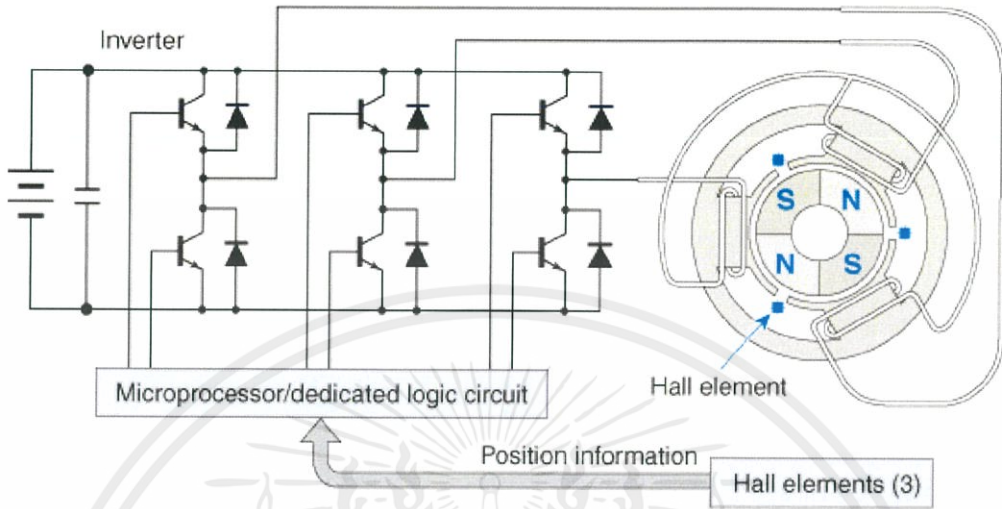 Inverter
S N
N S
Hall element
Microprocessor/dedicated logic circuit
Position information
Hall elements (3)